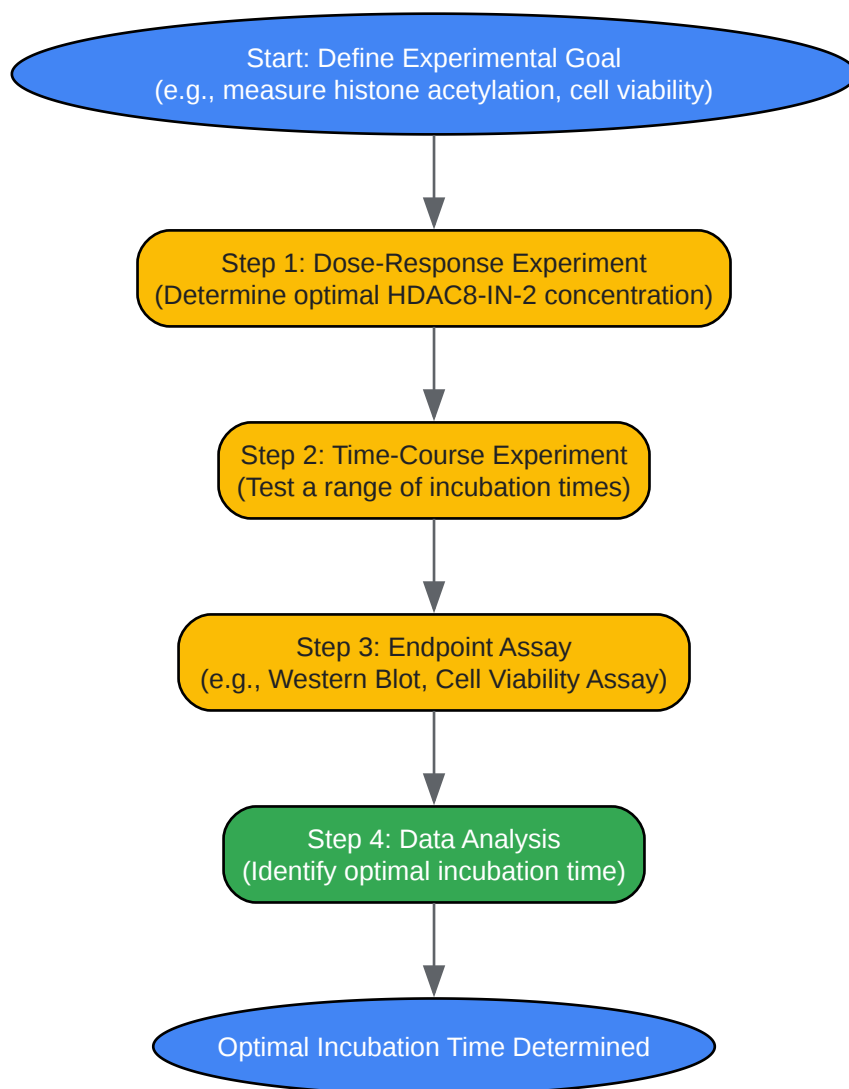 Start: Define Experimental Goal
(e.g., measure histone acetylation, cell viability)
Step 1: Dose-Response Experiment
(Determine optimal HDAC8-IN-2 concentration)
Step 2: Time-Course Experiment
(Test a range of incubation times)
Step 3: Endpoint Assay
(e.g., Western Blot, Cell Viability Assay)
Step 4: Data Analysis
(Identify optimal incubation time)
Optimal Incubation Time Determined